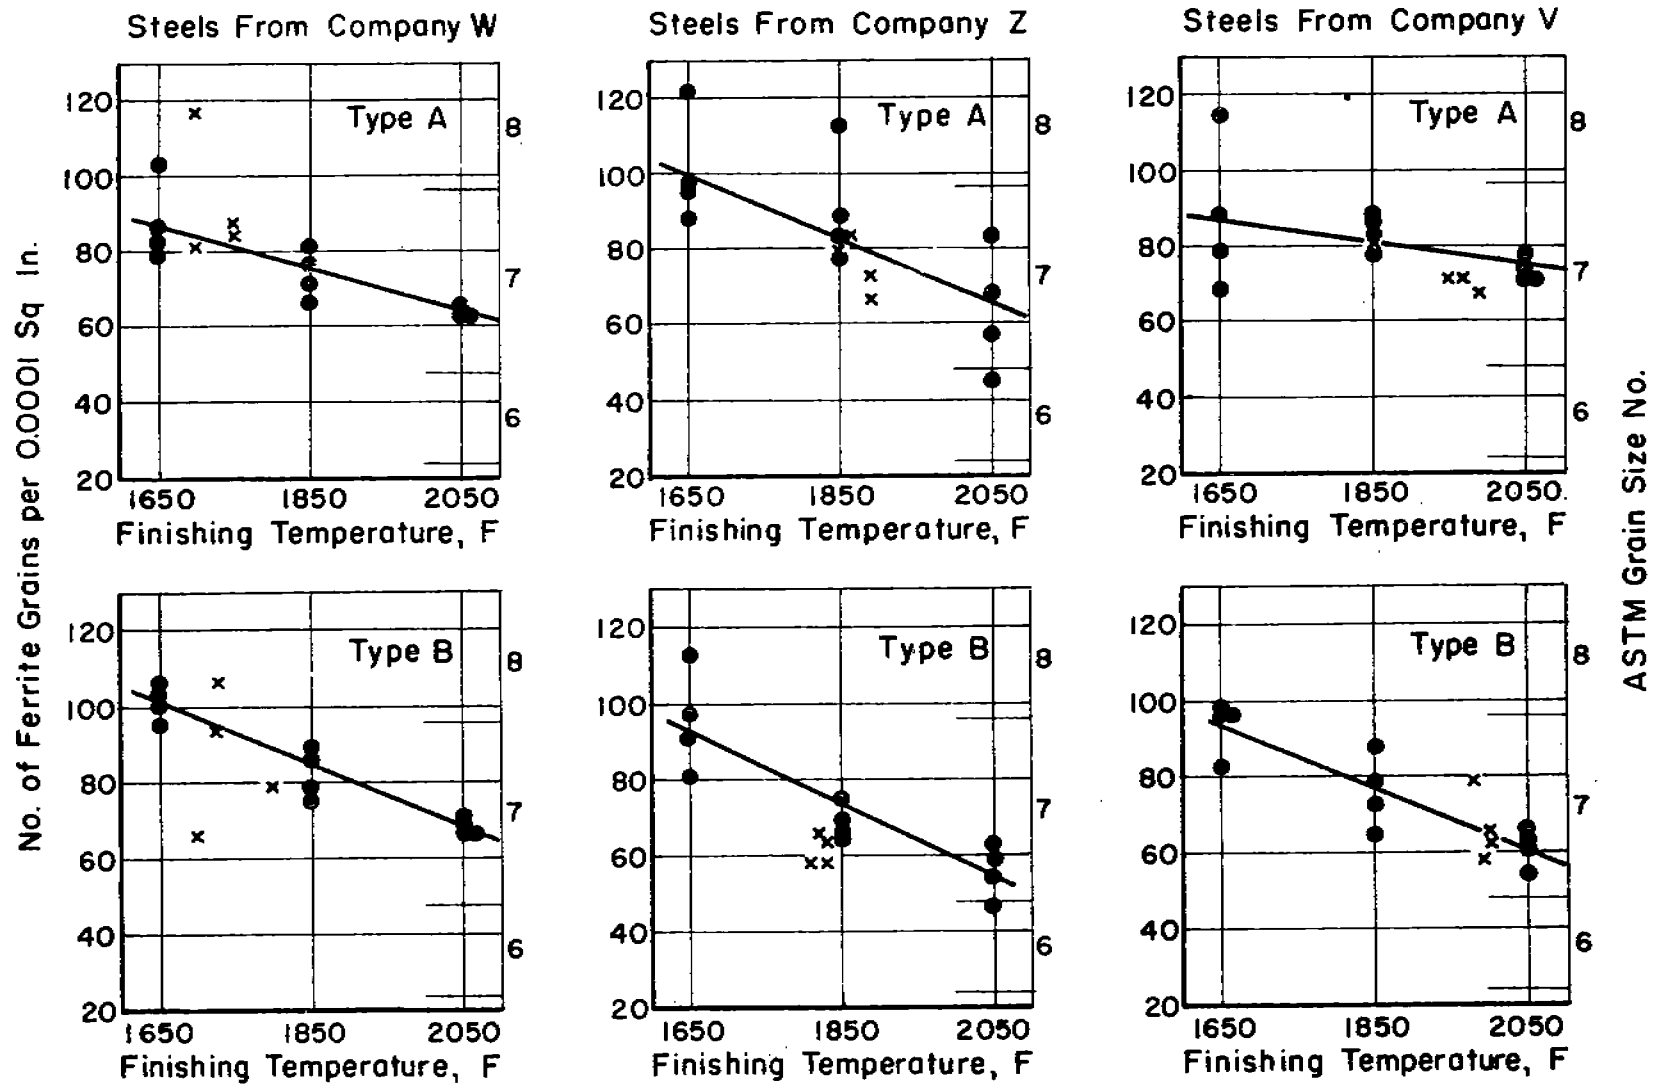 Steels From Company W
Steels From Company Z
Steels From Company V
No. of Ferrite Grains per 0.0001 Sq In.
ASTM Grain Size No.
Type A
120
100
80
60
40
20
8
7
6
1650 1850 2050
Finishing Temperature, F
Type A
120
100
80
60
40
20
8
7
6
1650 1850 2050
Finishing Temperature, F
Type A
120
100
80
60
40
20
8
7
6
1650 1850 2050.
Finishing Temperature, F
Type B
120
100
80
60
40
20
8
7
6
1650 1850 2050
Finishing Temperature, F
Type B
120
100
80
60
40
20
8
7
6
1650 1850 2050
Finishing Temperature, F
Type B
120
100
80
60
40
20
8
7
6
1650 1850 2050
Finishing Temperature, F